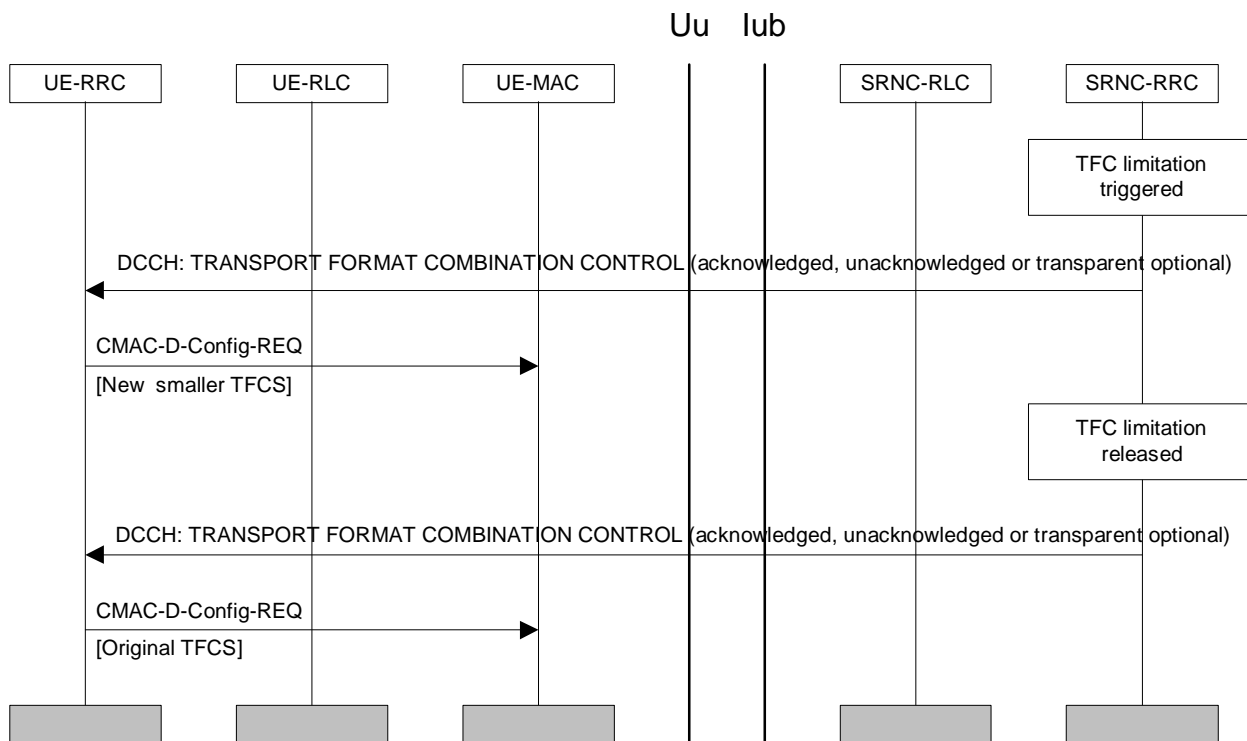 Uu Iub
UE-RRC UE-RLC UE-MAC SRNC-RLC SRNC-RRC
TFC limitation
triggered
DCCH: TRANSPORT FORMAT COMBINATION CONTROL (acknowledged, unacknowledged or transparent optional)
CMAC-D-Config-REQ
[New smaller TFCS]
TFC limitation
released
DCCH: TRANSPORT FORMAT COMBINATION CONTROL (acknowledged, unacknowledged or transparent optional)
CMAC-D-Config-REQ
[Original TFCS]